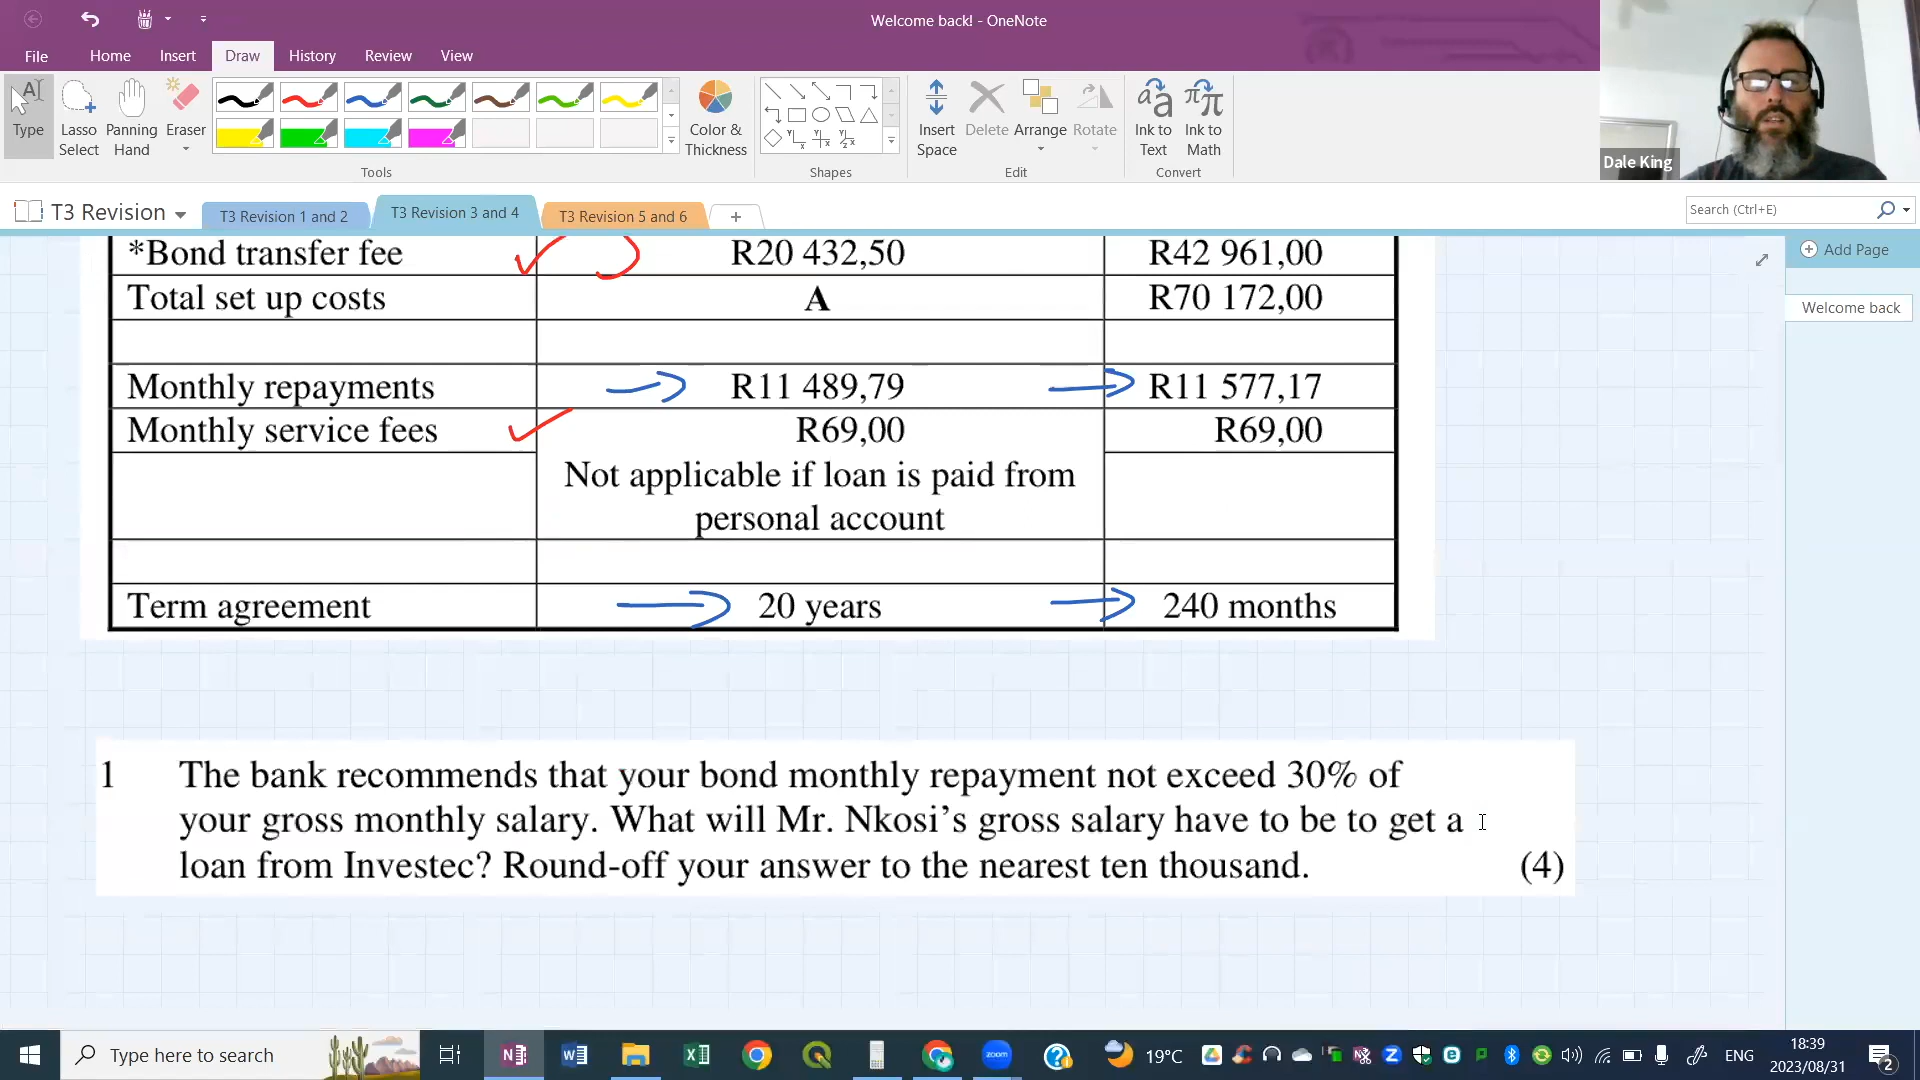 Welcome back! - OneNote
File
Home
Insert
Draw
History
Review
View
Type
Lasso Select
Panning Hand
Eraser
Color & Thickness
Insert Space
Delete
Arrange
Rotate
Ink to Text
Ink to Math
Tools
Shapes
Edit
Convert
Dale King
T3 Revision
T3 Revision 1 and 2
T3 Revision 3 and 4
T3 Revision 5 and 6
Search (Ctrl+E)
Add Page
Welcome back
*Bond transfer fee R20 432,50 R42 961,00
Total set up costs A R70 172,00
Monthly repayments R11 489,79 R11 577,17
Monthly service fees R69,00 R69,00
Not applicable if loan is paid from
personal account
Term agreement 20 years 240 months
1 The bank recommends that your bond monthly repayment not exceed 30% of
your gross monthly salary. What will Mr. Nkosi’s gross salary have to be to get a
loan from Investec? Round-off your answer to the nearest ten thousand. (4)
Type here to search
zoom
19°C
ENG
18:39
2023/08/31
2